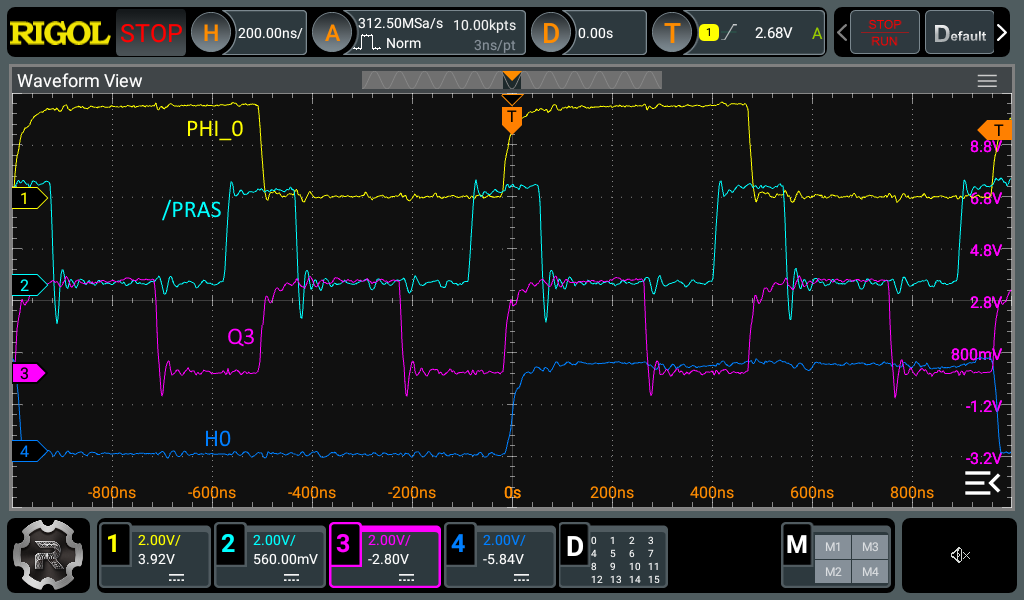 RIGOL STOP H 200.00ns/ A 312.50MSa/s 10.00kpts D 0.00s T 1 2.68V A STOP Default
Norm 3ns/pt RUN
Waveform View
T
T
PHI_0
8.8V
1
6.8V
/PRAS
4.8V
2
2.8V
Q3
800mV
3
-1.2V
H0
4
-3.2V
-800ns -600ns -400ns -200ns 0s 200ns 400ns 600ns 800ns
1 2.00V/ 2 2.00V/ 3 2.00V/ 4 2.00V/ D 0 1 2 3 M M1 M3
3.92V 560.00mV -2.80V -5.84V 4 5 6 7
8 9 10 11 M2 M4
12 13 14 15
R